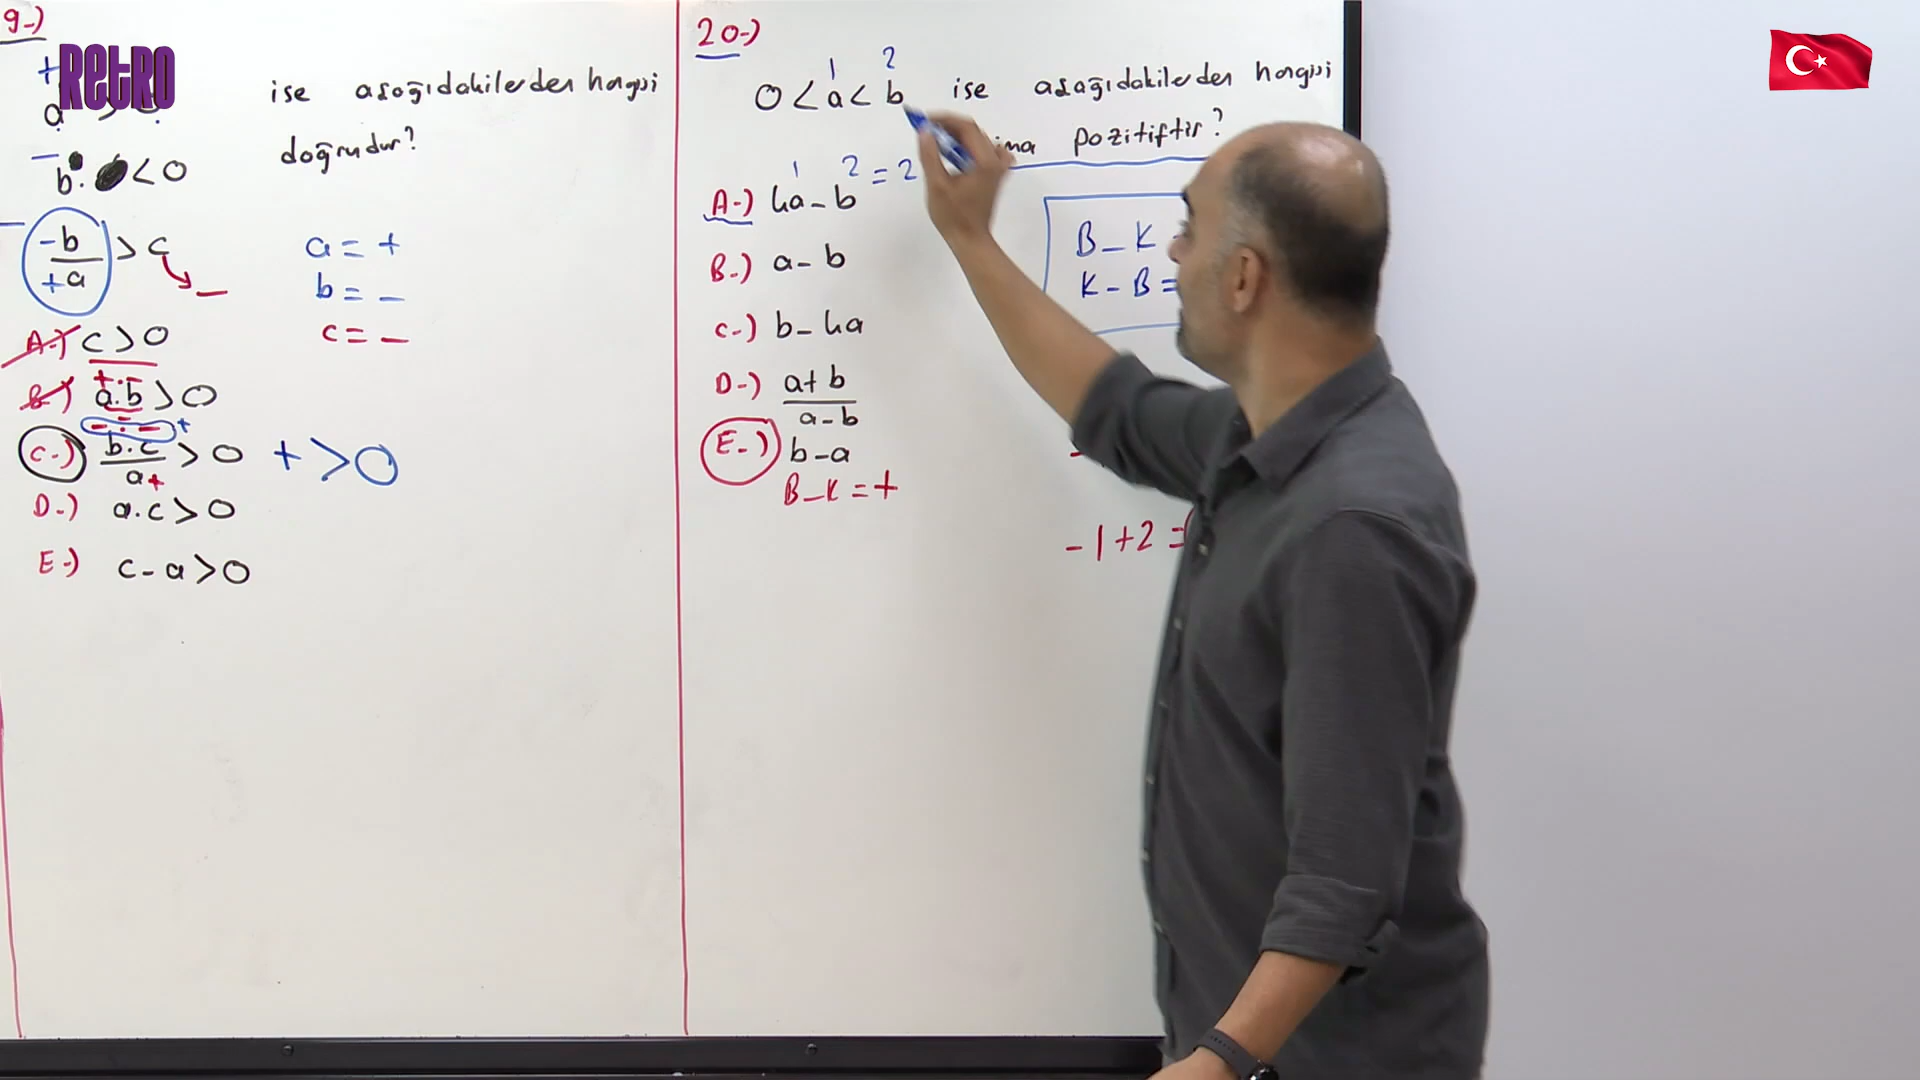 9-)
RETRO
+
a > ise aşağıdakilerden hangisi
doğrudur?
-
b. < 0
-
-b / +a > c
-
a = +
b = -
c = -
A-) c > 0
+ . -
B-) a.b > 0
- . - +
C-) b.c / a > 0 + > 0
+
D-) a.c > 0
E-) c - a > 0
20-)
1 2
0 < a < b ise aşağıdakilerden hangisi
pozitiftir?
1 2 = 2
A-) 4a - b
B-) a - b
C-) b - 4a
D-) a + b / a - b
E-) b - a
B - K = +
B - K
K - B =
-1 + 2 =